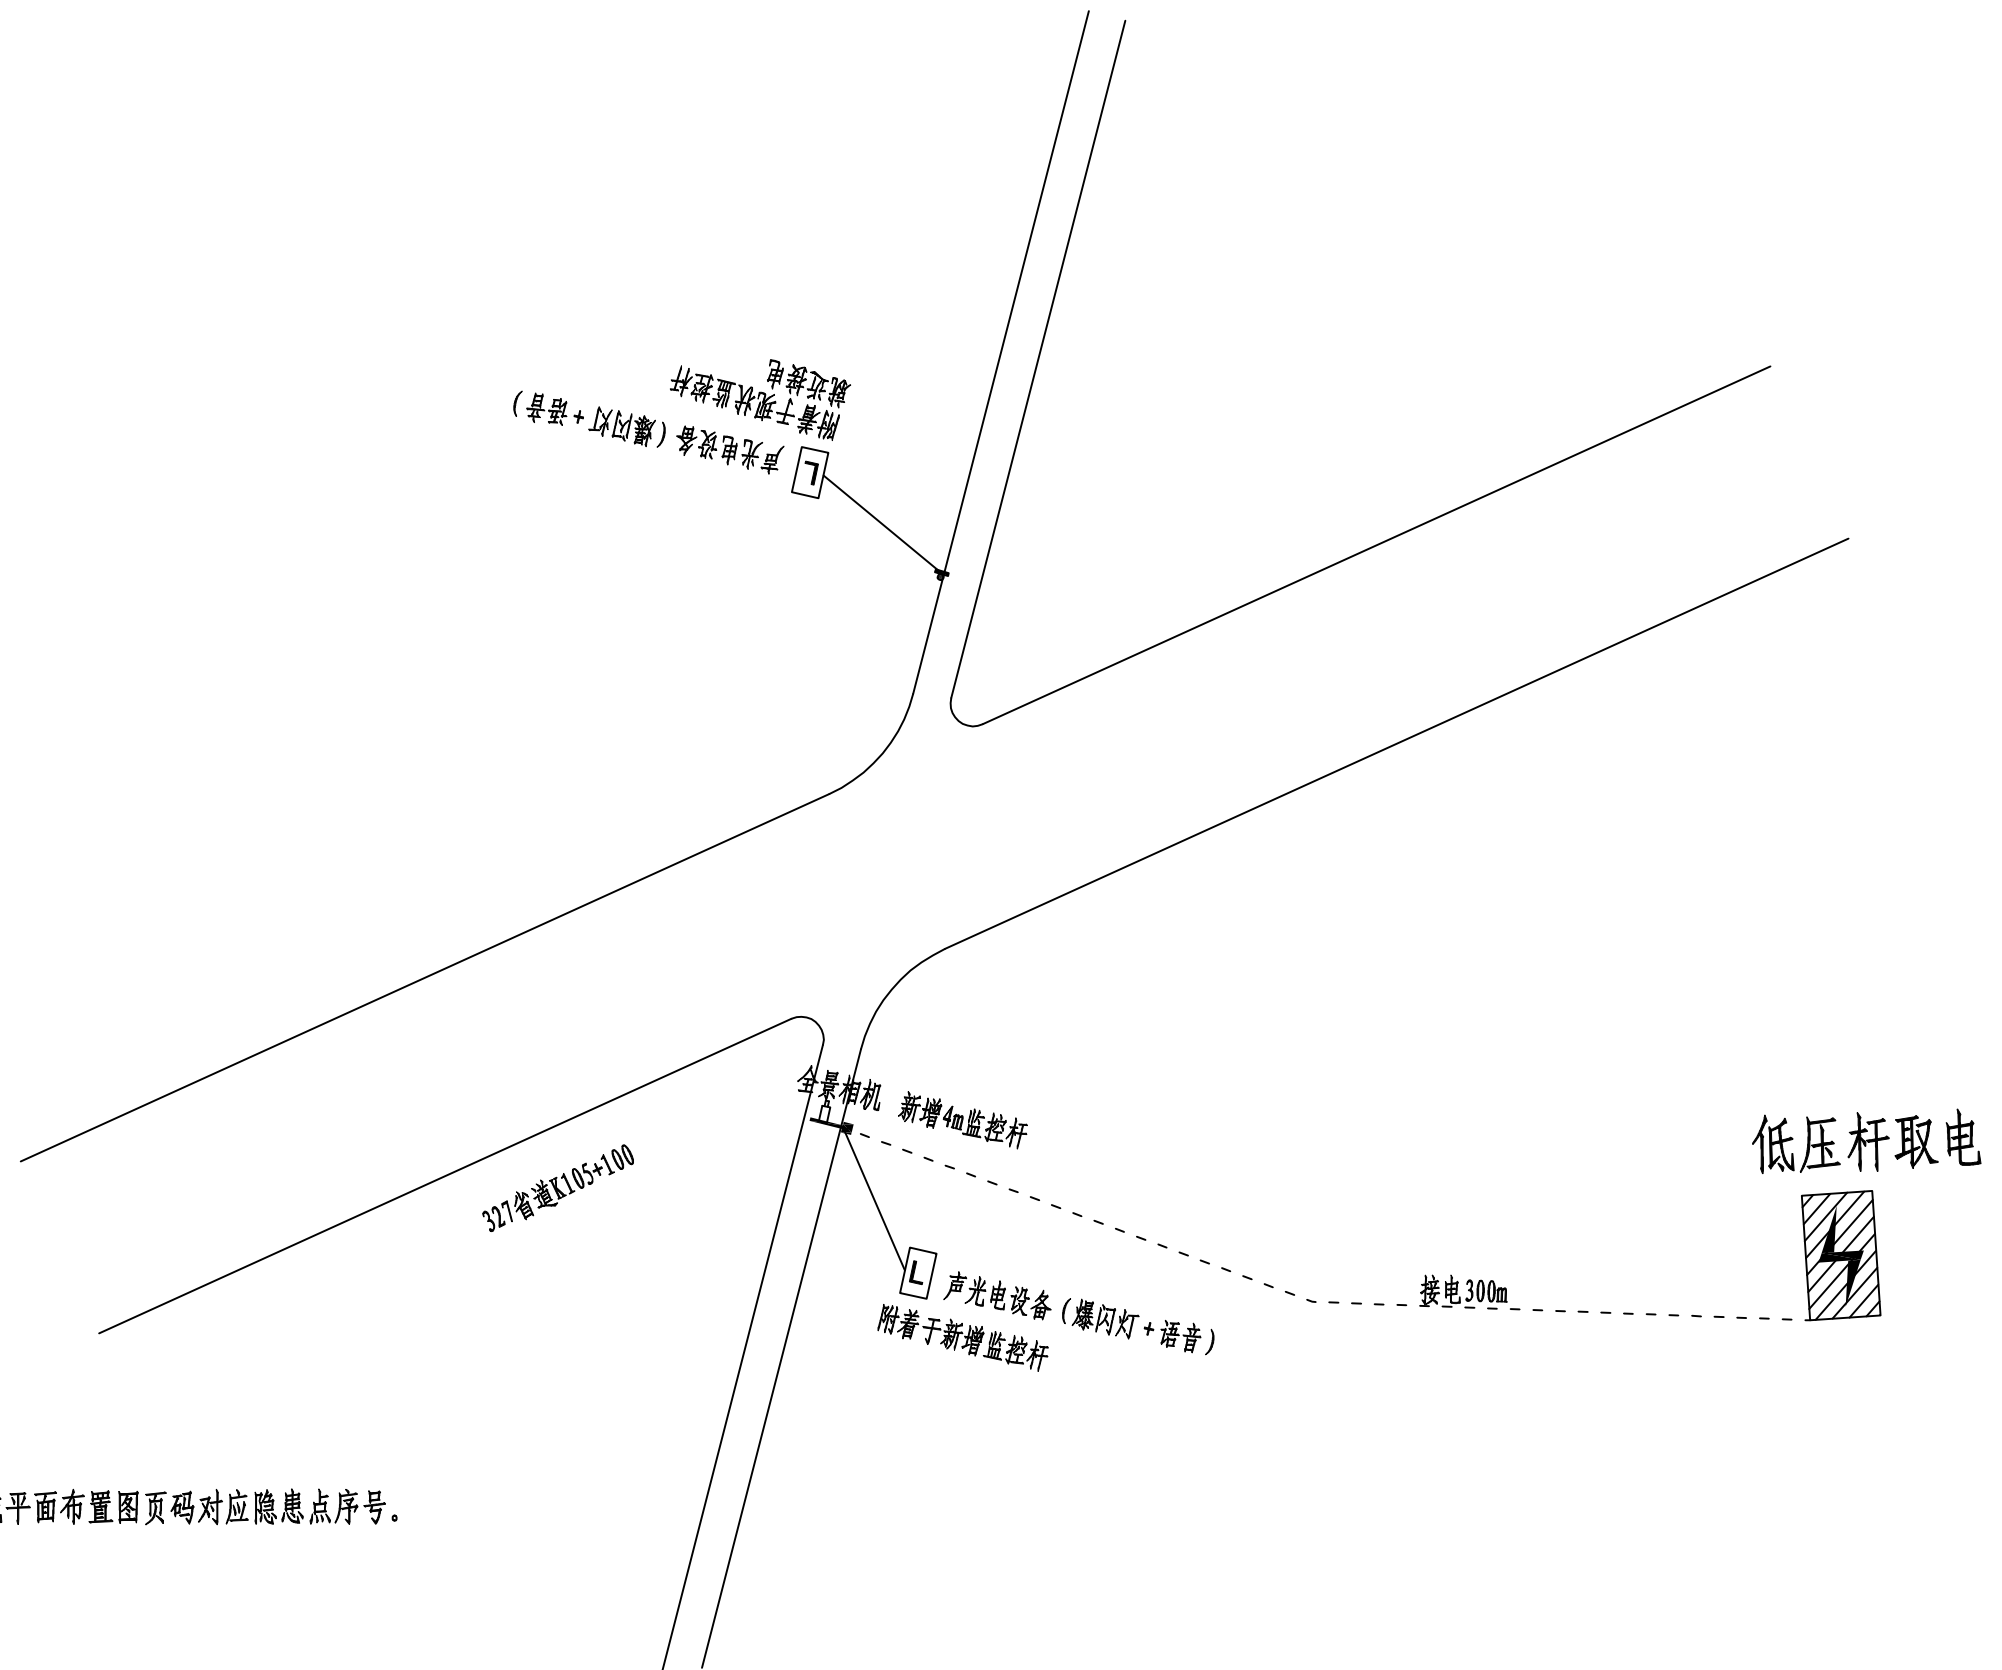 声光电设备（爆闪灯+语音）
附着于现状监控杆
就近接电
全景相机 新增4m监控杆
低压杆取电
327省道K105+100
接电300m
L 声光电设备（爆闪灯+语音）
附着于新增监控杆
L
平面布置图页码对应隐患点序号。